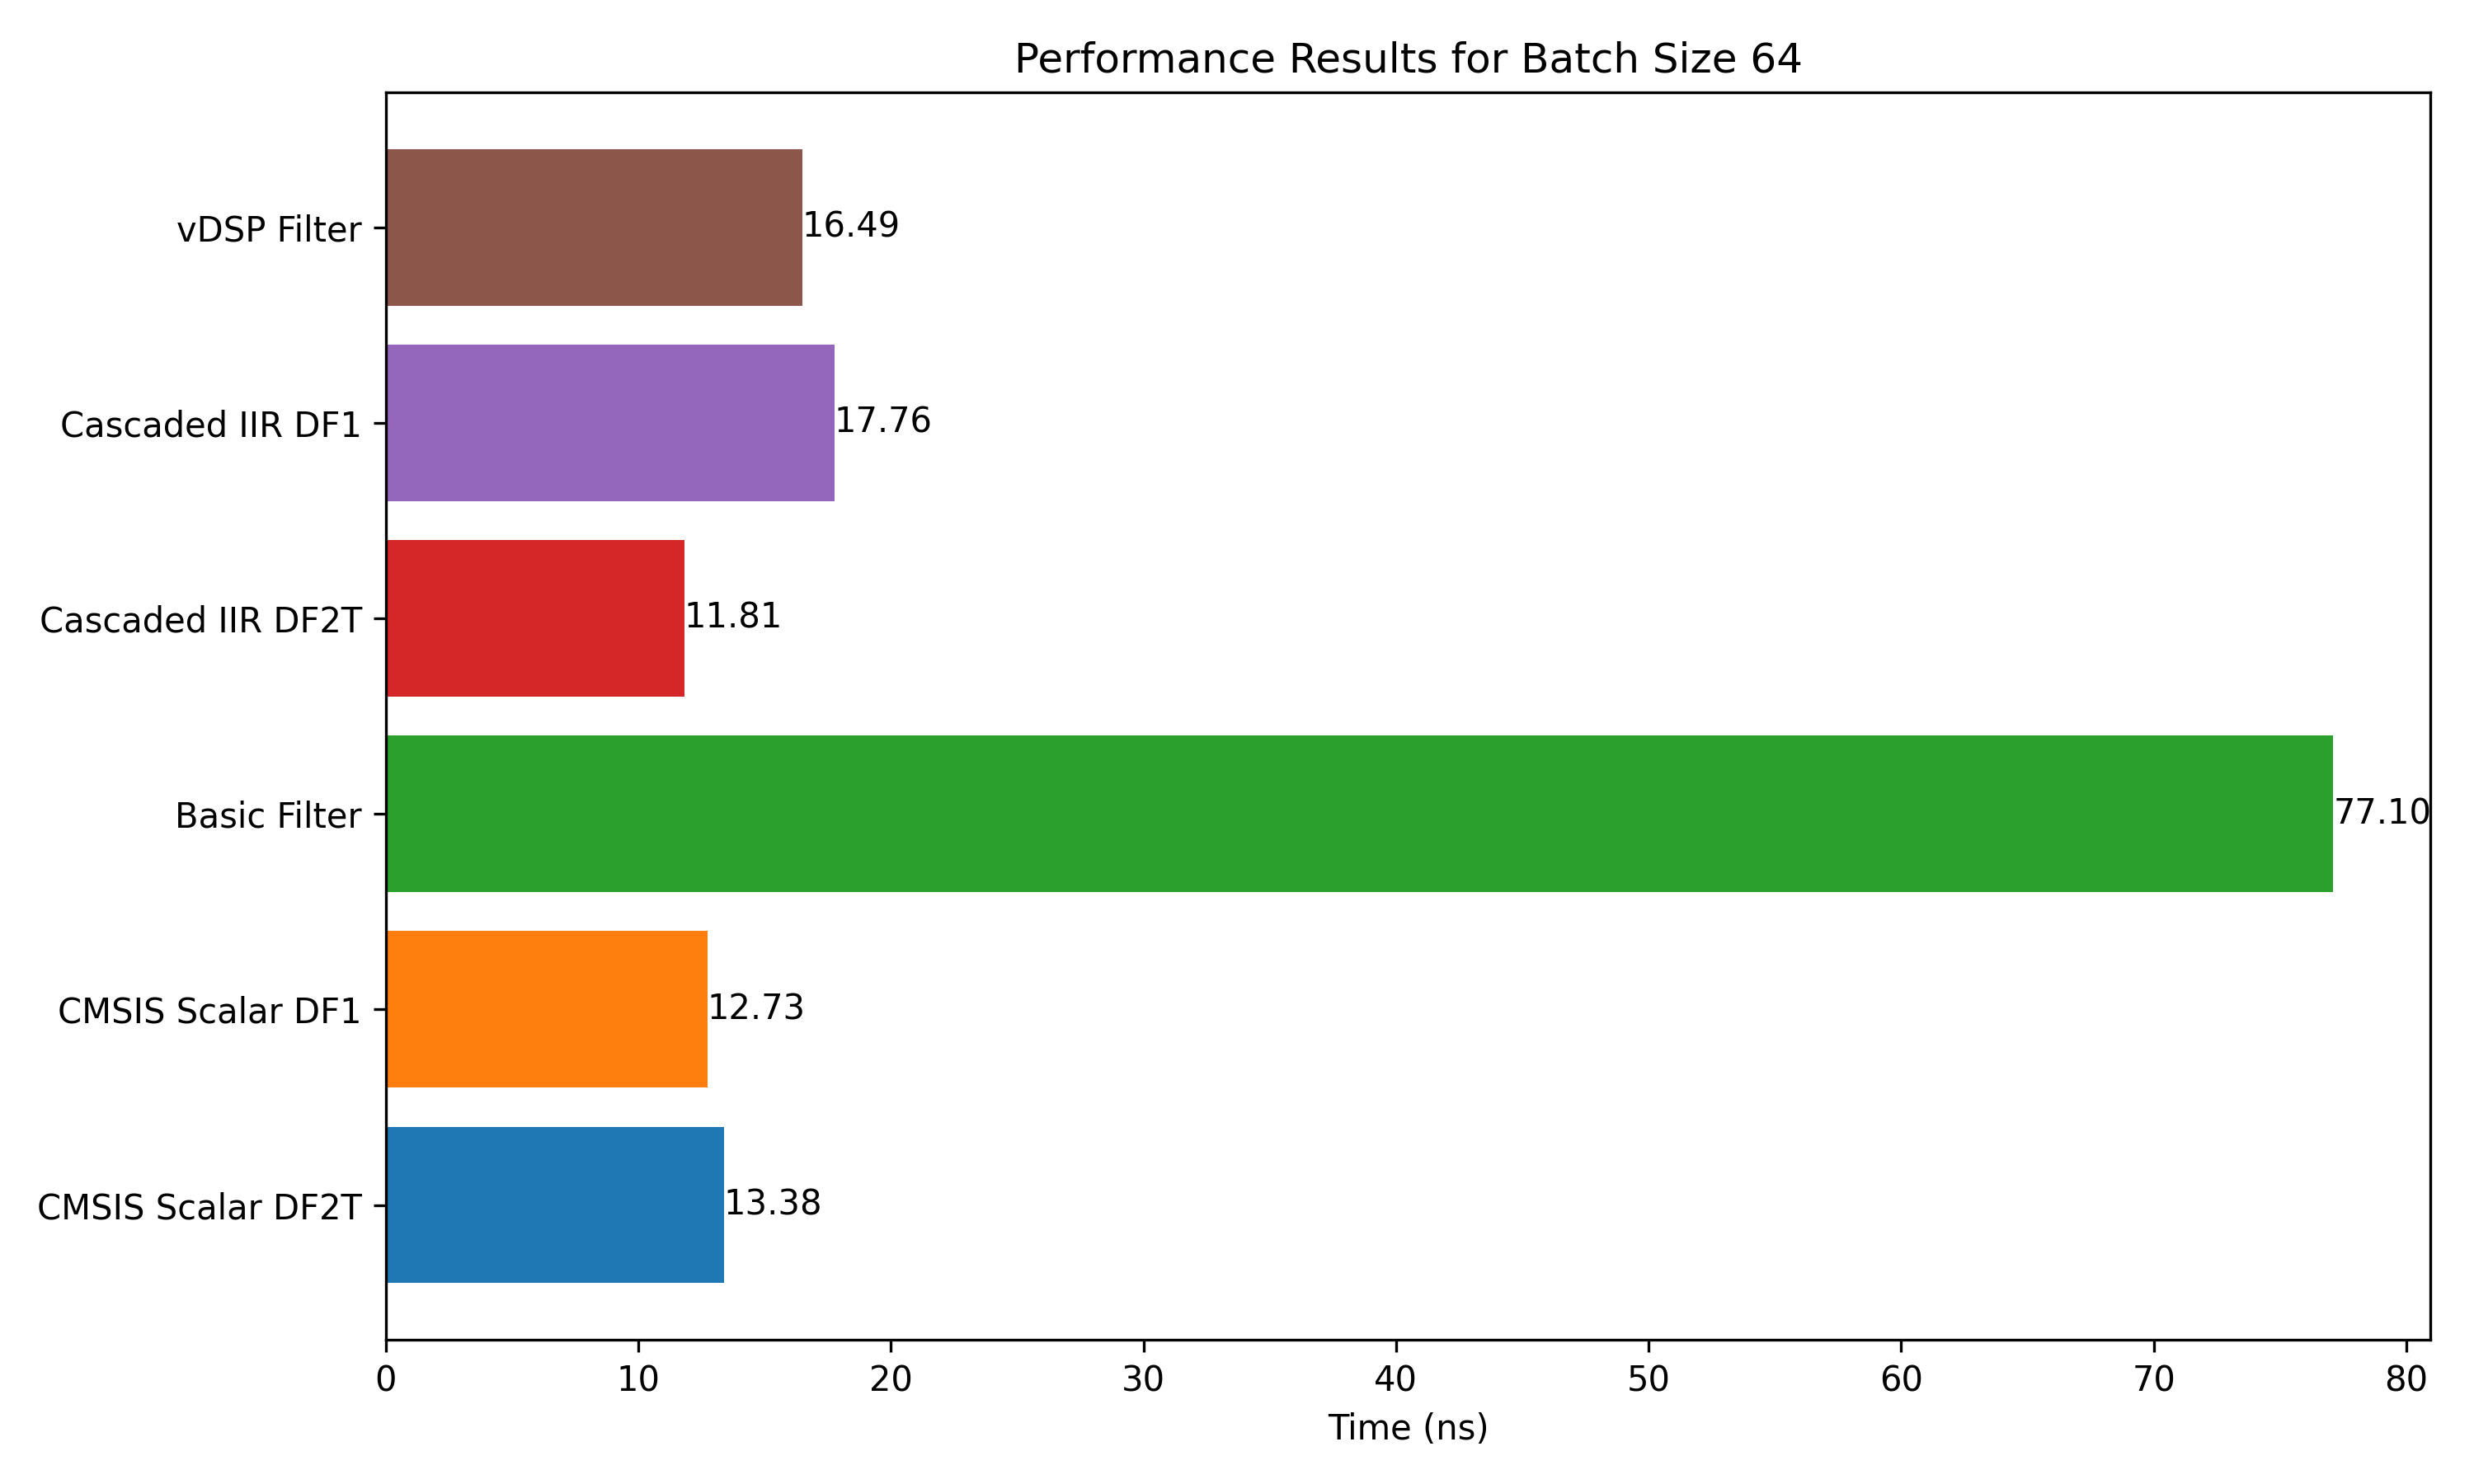 Performance Results for Batch Size 64
vDSP Filter
16.49
Cascaded IIR DF1
17.76
Cascaded IIR DF2T
11.81
Basic Filter
77.10
CMSIS Scalar DF1
12.73
CMSIS Scalar DF2T
13.38
0 10 20 30 40 50 60 70 80
Time (ns)